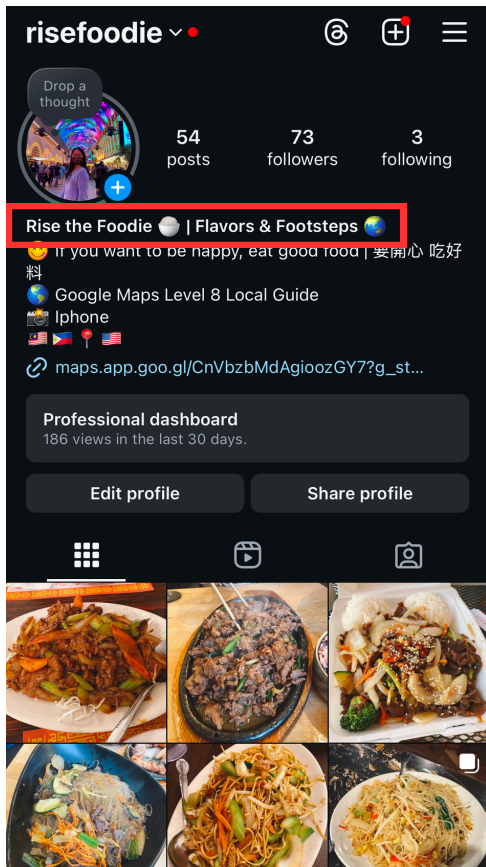 risefoodie
Drop a
thought
54
posts
73
followers
3
following
Rise the Foodie 🍚 | Flavors & Footsteps 🌏
If you want to be happy, eat good food | 要開心 吃好
料
🌎 Google Maps Level 8 Local Guide
📸 Iphone
🇲🇾 🇵🇭 📍 🇺🇸
maps.app.goo.gl/CnVbzbMdAgioozGY7?g_st...
Professional dashboard
186 views in the last 30 days.
Edit profile
Share profile